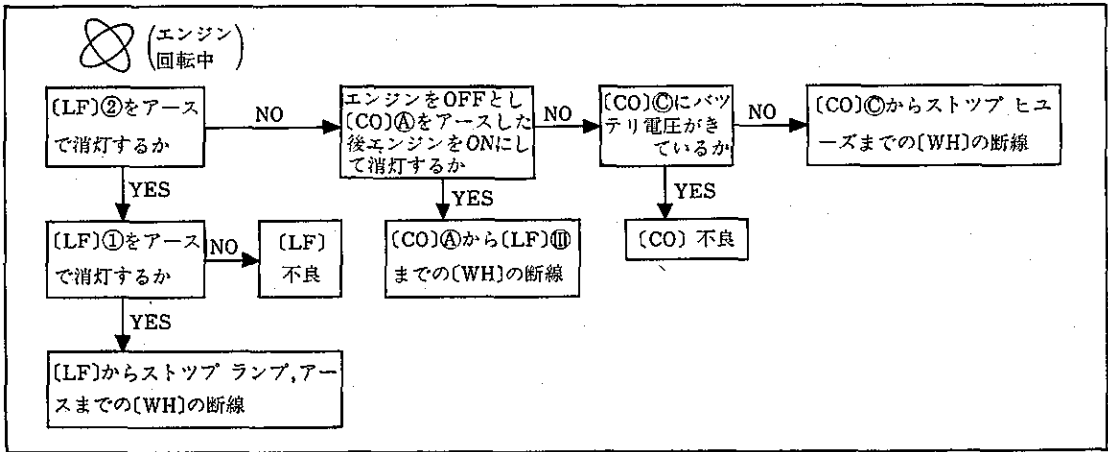 (エンジン
回転中)
〔LF〕②をアース
で消灯するか
NO
エンジンをOFFとし
〔CO〕Ⓐをアースした
後エンジンをONにし
て消灯するか
NO
〔CO〕Ⓒにバツ
テリ電圧がき
ているか
NO
〔CO〕Ⓒからストツプ ヒユ
ーズまでの〔WH〕の断線
YES
YES
YES
〔LF〕①をアース
で消灯するか
NO
〔LF〕
不良
〔CO〕Ⓐから〔LF〕⑪
までの〔WH〕の断線
〔CO〕不良
YES
〔LF〕からストツプ ランプ,アー
スまでの〔WH〕の断線